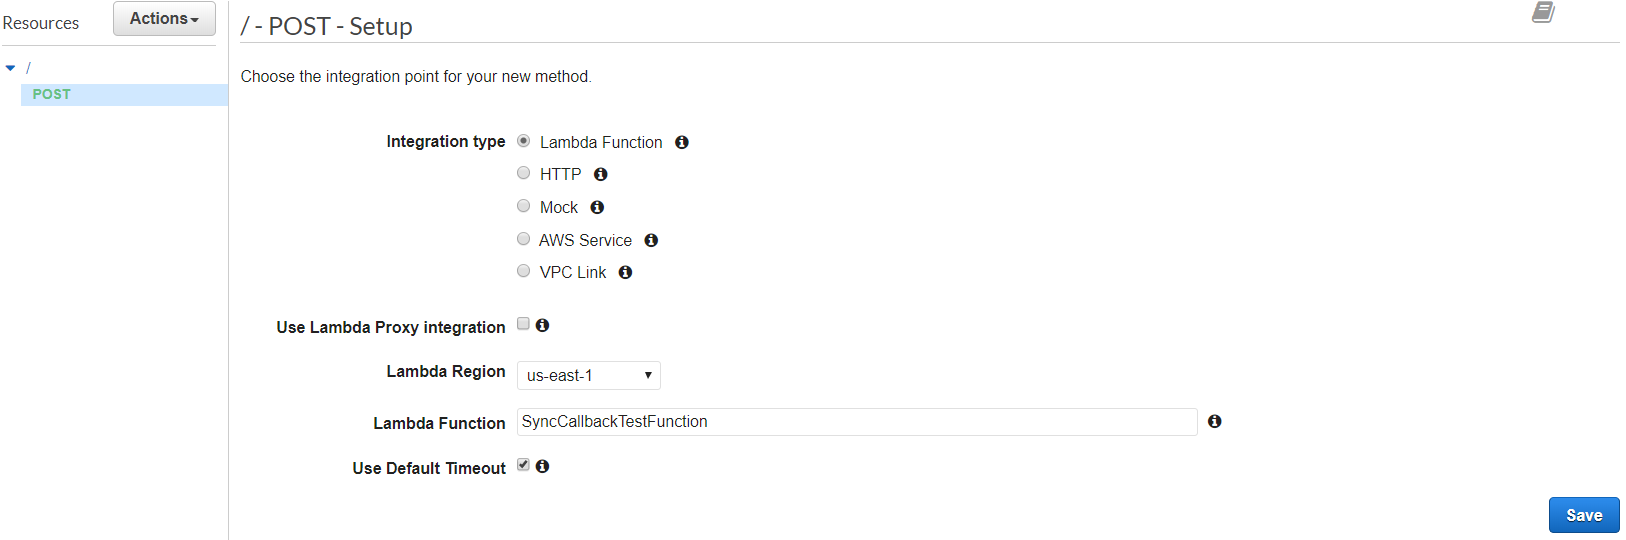 Resources
Actions
/ - POST - Setup
/
POST
Choose the integration point for your new method.
Integration type
Lambda Function
HTTP
Mock
AWS Service
VPC Link
Use Lambda Proxy integration
Lambda Region
us-east-1
Lambda Function
SyncCallbackTestFunction
Use Default Timeout
Save